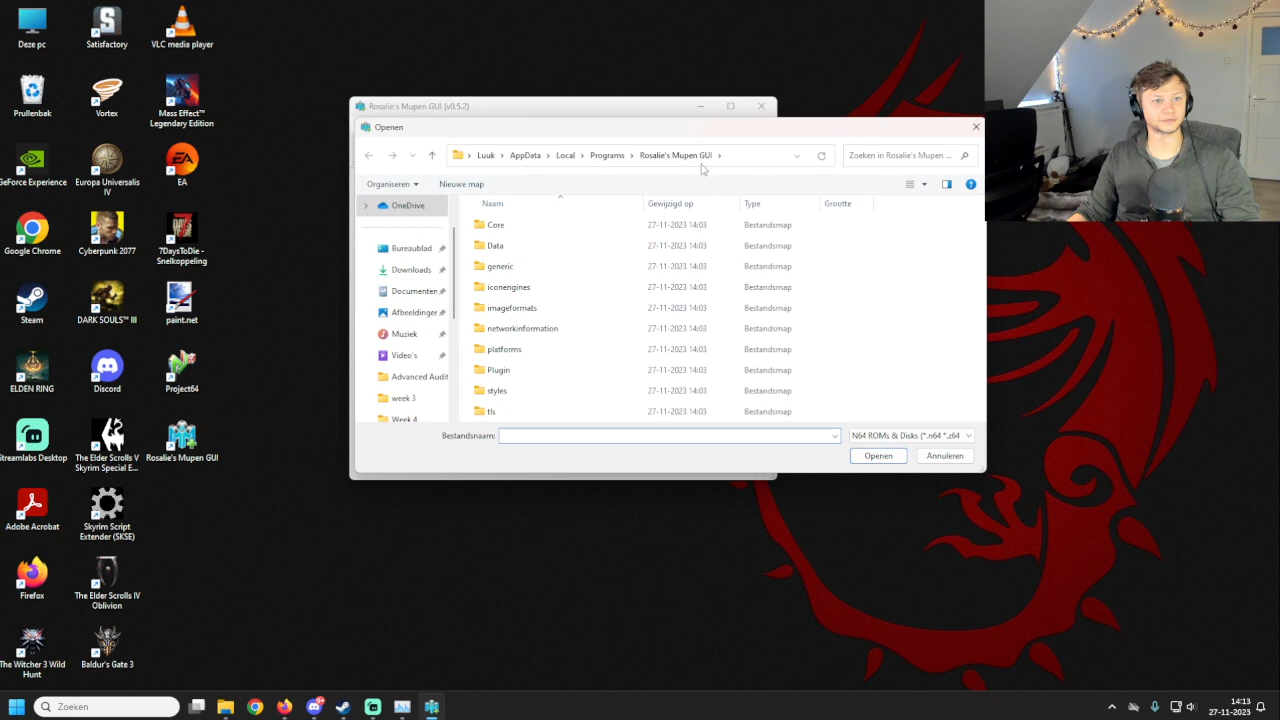 Deze pc
Satisfactory
VLC media player
Prullenbak
Vortex
Mass Effect™
Legendary Edition
GeForce Experience
Europa Universalis
IV
EA
Google Chrome
Cyberpunk 2077
7DaysToDie -
Snelkoppeling
Steam
DARK SOULS™ III
paint.net
ELDEN RING
Discord
Project64
Streamlabs Desktop
The Elder Scrolls V
Skyrim Special E...
Rosalie's Mupen GUI
Adobe Acrobat
Skyrim Script
Extender (SKSE)
Firefox
The Elder Scrolls IV
Oblivion
The Witcher 3 Wild
Hunt
Baldur's Gate 3
Rosalie's Mupen GUI (v0.5.2)
Openen
Luuk > AppData > Local > Programs > Rosalie's Mupen GUI >
Zoeken in Rosalie's Mupen ...
Organiseren
Nieuwe map
OneDrive
Bureaublad
Downloads
Documenten
Afbeeldinger
Muziek
Video's
Advanced Audit
week 3
Week 4
Naam Gewijzigd op Type Grootte
Core 27-11-2023 14:03 Bestandsmap
Data 27-11-2023 14:03 Bestandsmap
generic 27-11-2023 14:03 Bestandsmap
iconengines 27-11-2023 14:03 Bestandsmap
imageformats 27-11-2023 14:03 Bestandsmap
networkinformation 27-11-2023 14:03 Bestandsmap
platforms 27-11-2023 14:03 Bestandsmap
Plugin 27-11-2023 14:03 Bestandsmap
styles 27-11-2023 14:03 Bestandsmap
tls 27-11-2023 14:03 Bestandsmap
Bestandsnaam:
N64 ROMs & Disks (*.n64 *.z64
Openen
Annuleren
Zoeken
14:13
27-11-2023